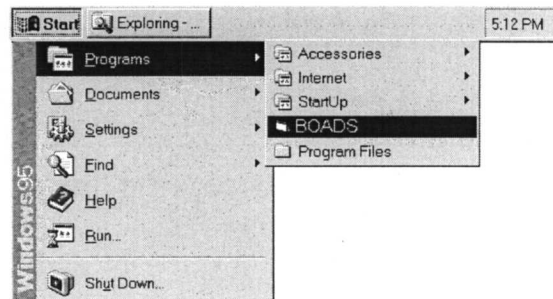 Start Exploring - ... 5:12 PM
Programs
Documents
Settings
Find
Help
Run...
Shut Down...
Windows95
Accessories
Internet
StartUp
BOADS
Program Files